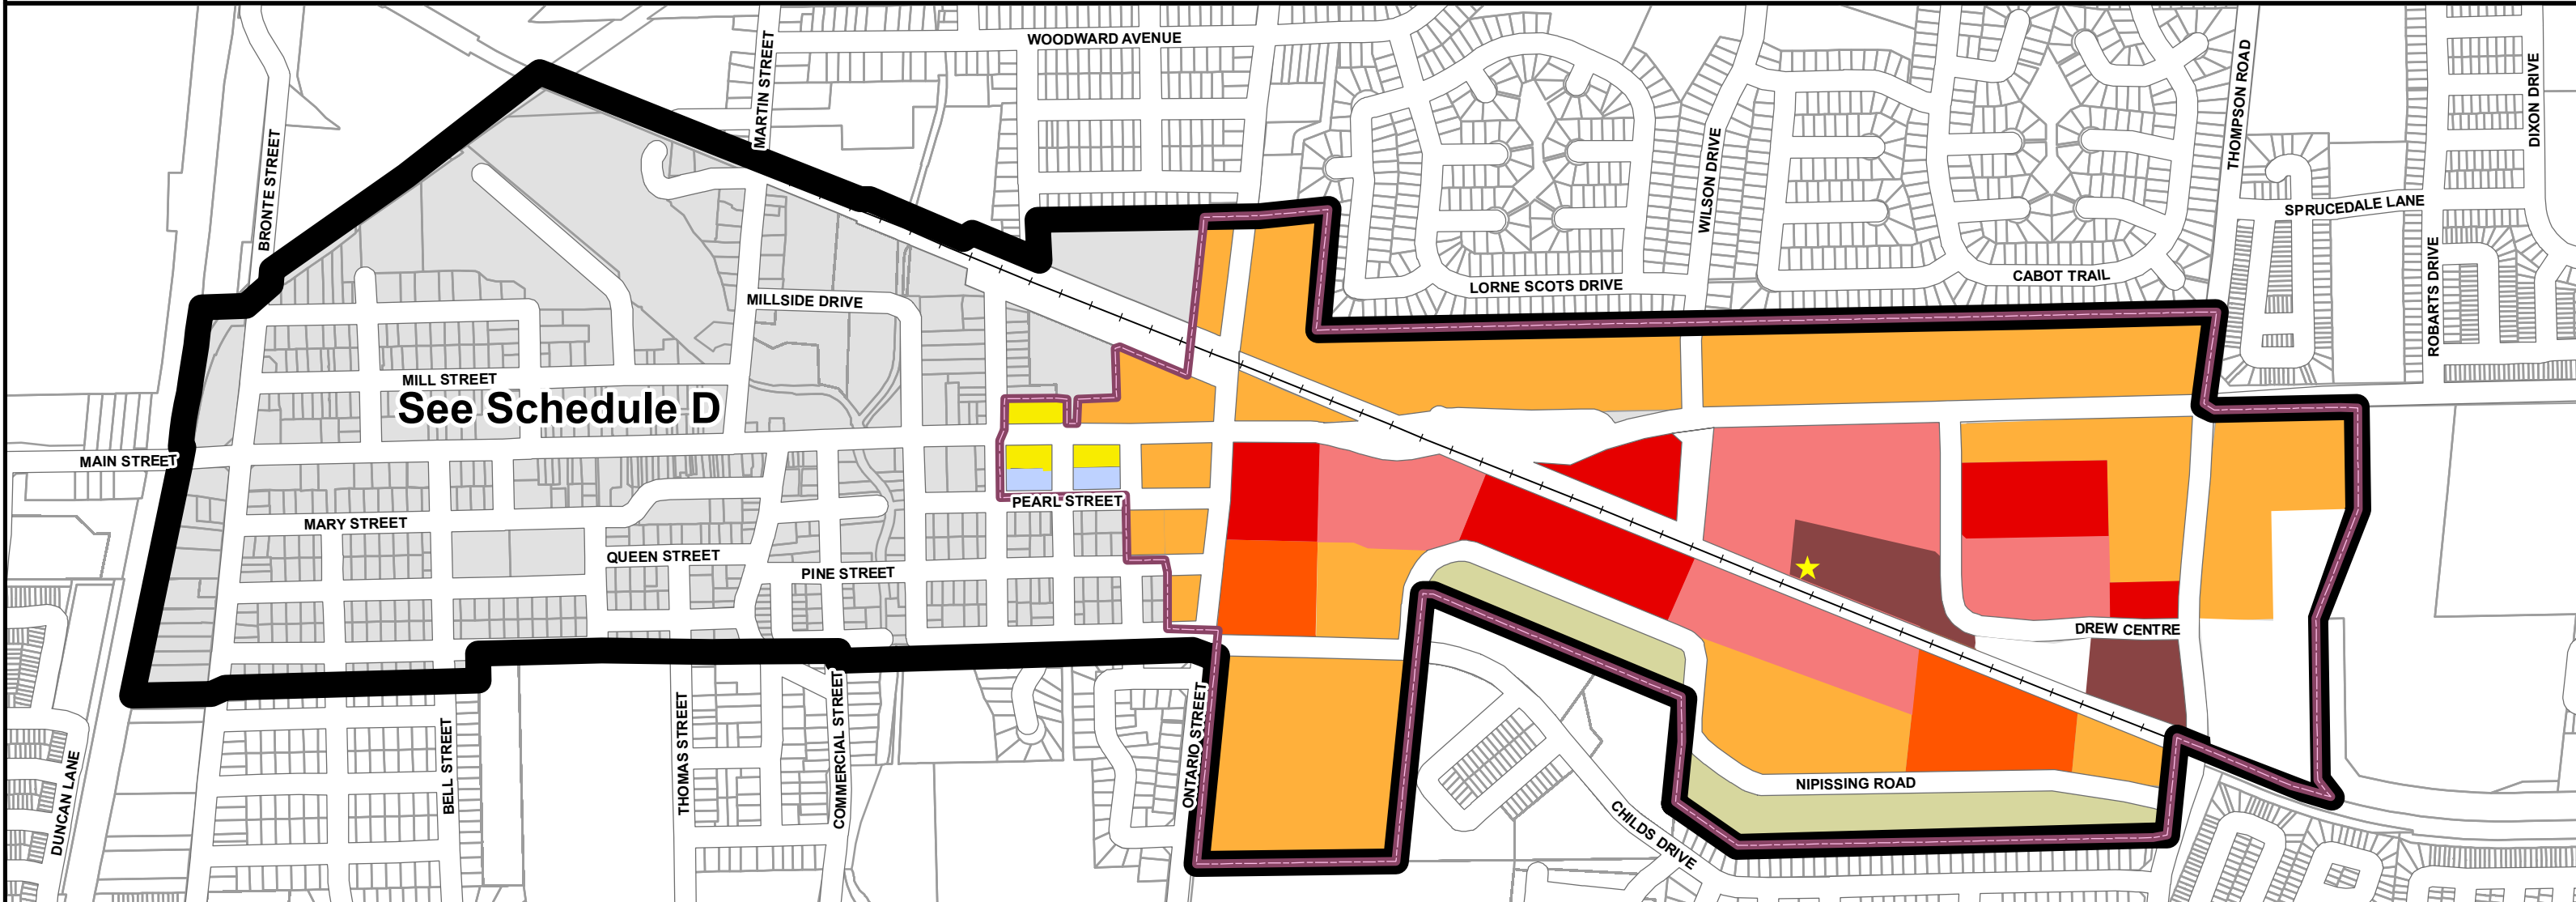 WOODWARD AVENUE
MARTIN STREET
THOMPSON ROAD
DIXON DRIVE
BRONTE STREET
WILSON DRIVE
SPRUCEDALE LANE
ROBARTS DRIVE
CABOT TRAIL
LORNE SCOTS DRIVE
MILLSIDE DRIVE
MILL STREET
See Schedule D
MAIN STREET
PEARL STREET
MARY STREET
QUEEN STREET
PINE STREET
DREW CENTRE
ONTARIO STREET
COMMERCIAL STREET
THOMAS STREET
BELL STREET
DUNCAN LANE
NIPISSING ROAD
CHILDS DRIVE